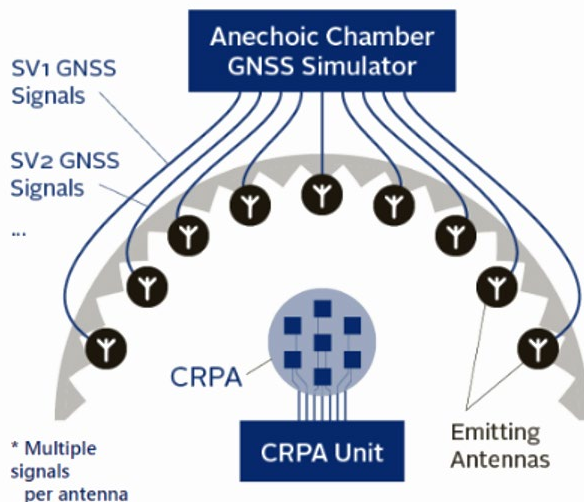 Anechoic Chamber
GNSS Simulator
SV1 GNSS
Signals
SV2 GNSS
Signals
...
CRPA
CRPA Unit
Emitting
Antennas
* Multiple
signals
per antenna